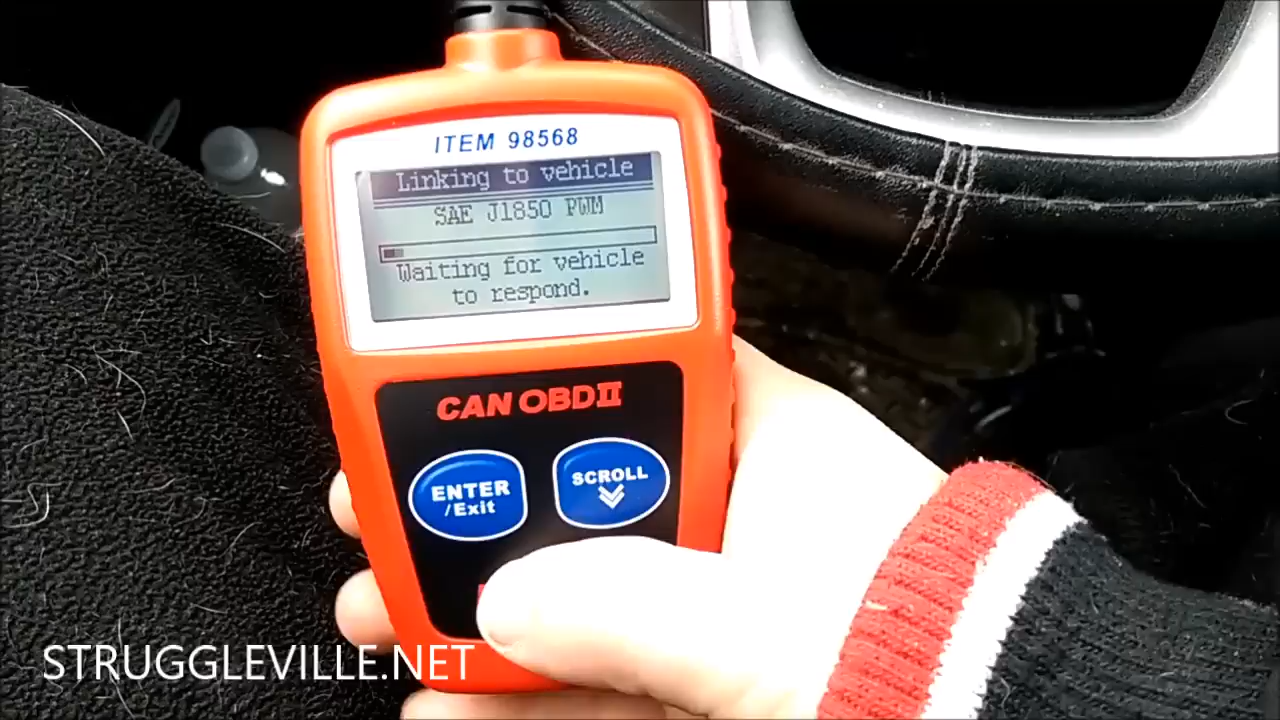 ITEM 98568
Linking to vehicle
SAE J1850 PWM
Waiting for vehicle
to respond.
CAN OBDII
ENTER
/Exit
SCROLL
STRUGGLEVILLE.NET